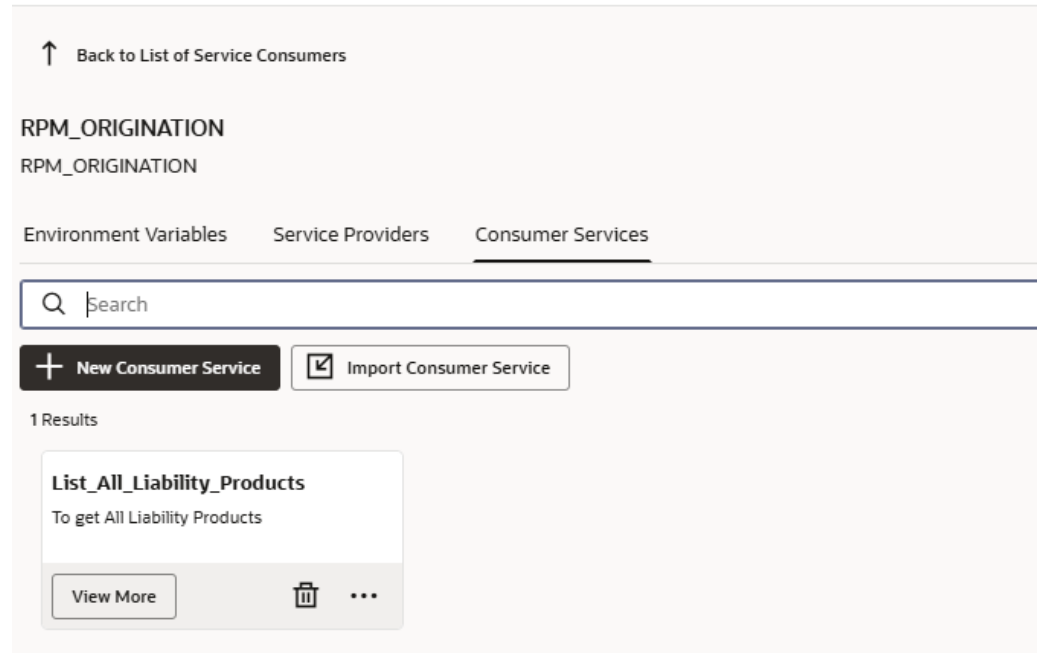 Back to List of Service Consumers
RPM_ORIGINATION
RPM_ORIGINATION
Environment Variables Service Providers Consumer Services
Search
New Consumer Service Import Consumer Service
1 Results
List_All_Liability_Products
To get All Liability Products
View More